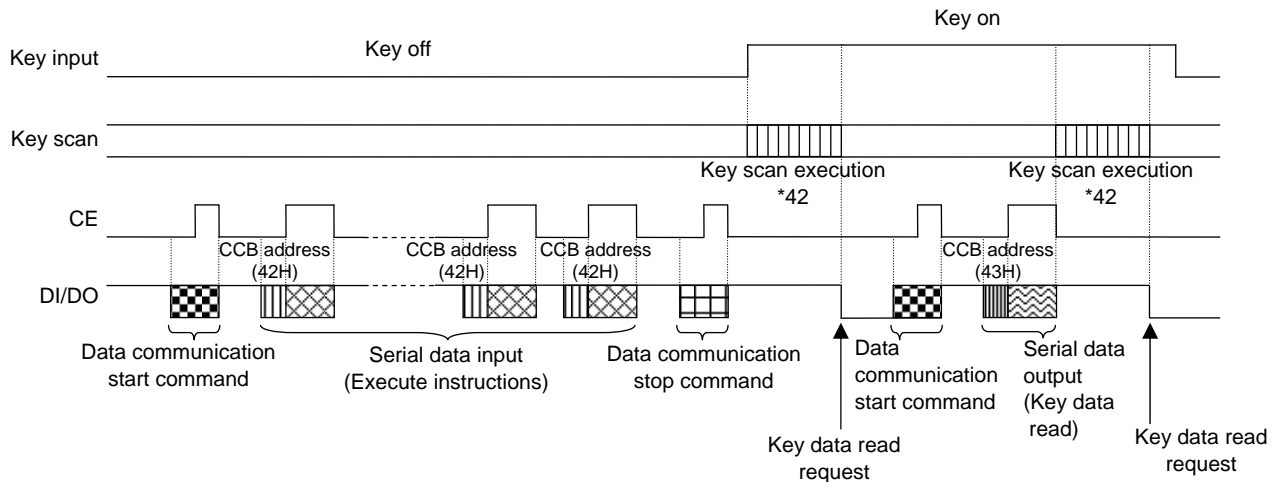 Key on
Key off
Key input
Key scan
Key scan execution
*42
Key scan execution
*42
CE
CCB address
(42H)
CCB address
(42H)
CCB address
(42H)
CCB address
(43H)
DI/DO
Data communication
start command
Serial data input
(Execute instructions)
Data communication
stop command
Data
communication
start command
Serial data
output
(Key data
read)
Key data read
request
Key data read
request